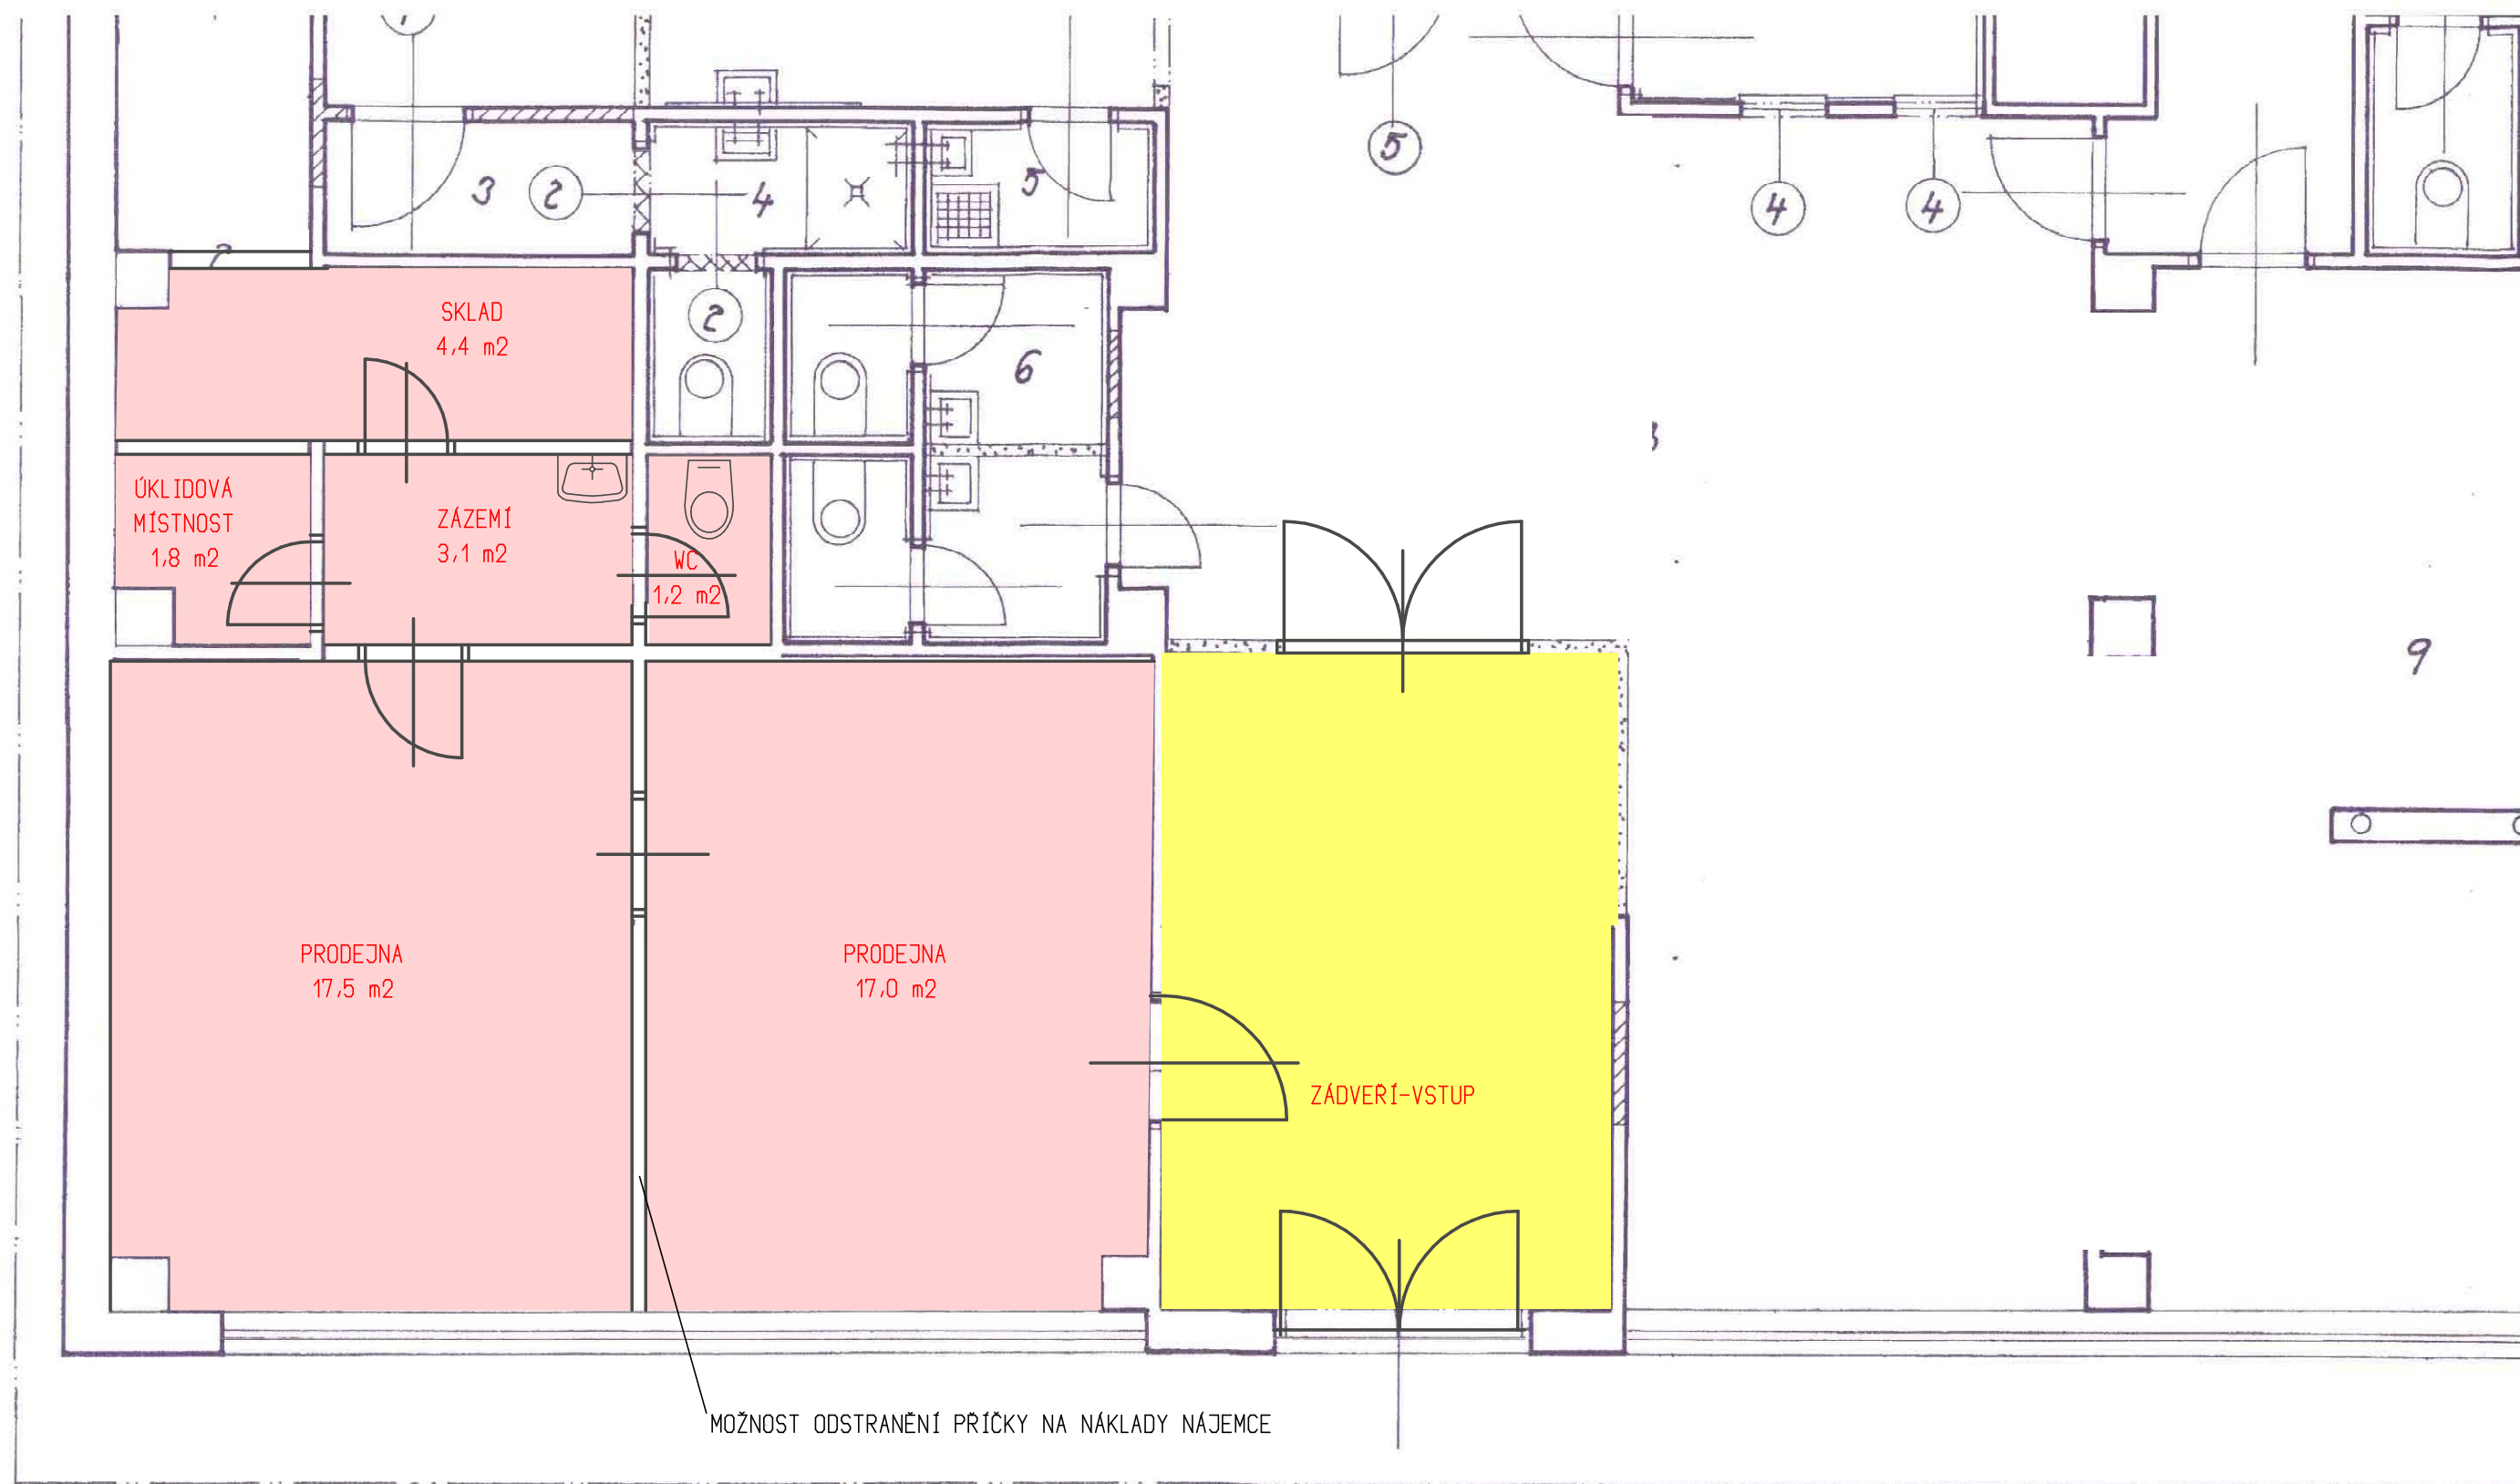 5
3
2
4
5
4
4
SKLAD
4,4 m2
2
6
ÚKLIDOVÁ
MÍSTNOST
1,8 m2
ZÁZEMÍ
3,1 m2
WC
1,2 m2
9
PRODEJNA
17,5 m2
PRODEJNA
17,0 m2
ZÁDVEŘÍ-VSTUP
MOŽNOST ODSTRANĚNÍ PŘÍČKY NA NÁKLADY NÁJEMCE